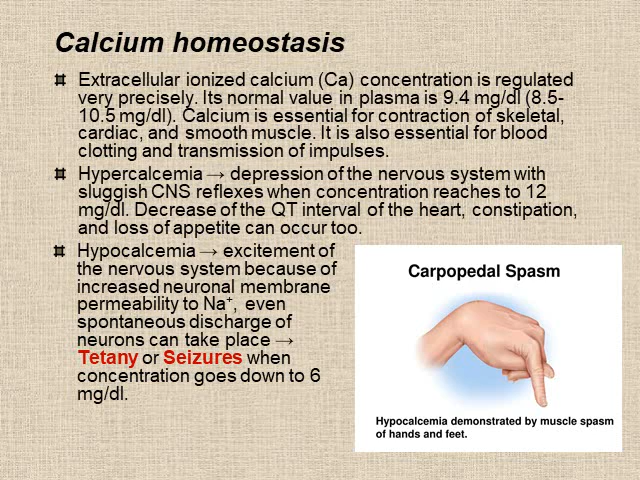 Calcium homeostasis
Extracellular ionized calcium (Ca) concentration is regulated
very precisely. Its normal value in plasma is 9.4 mg/dl (8.5-
10.5 mg/dl). Calcium is essential for contraction of skeletal,
cardiac, and smooth muscle. It is also essential for blood
clotting and transmission of impulses.
Hypercalcemia → depression of the nervous system with
sluggish CNS reflexes when concentration reaches to 12
mg/dl. Decrease of the QT interval of the heart, constipation,
and loss of appetite can occur too.
Hypocalcemia → excitement of
the nervous system because of
increased neuronal membrane
permeability to Na⁺, even
spontaneous discharge of
neurons can take place →
Tetany or Seizures when
concentration goes down to 6
mg/dl.
Carpopedal Spasm
Hypocalcemia demonstrated by muscle spasm
of hands and feet.